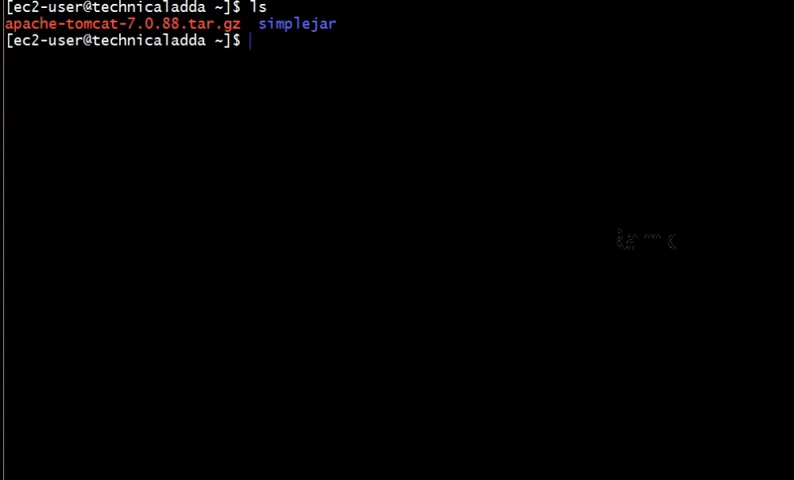 [ec2-user@technicaladda ~]$ ls
apache-tomcat-7.0.88.tar.gz  simplejar
[ec2-user@technicaladda ~]$